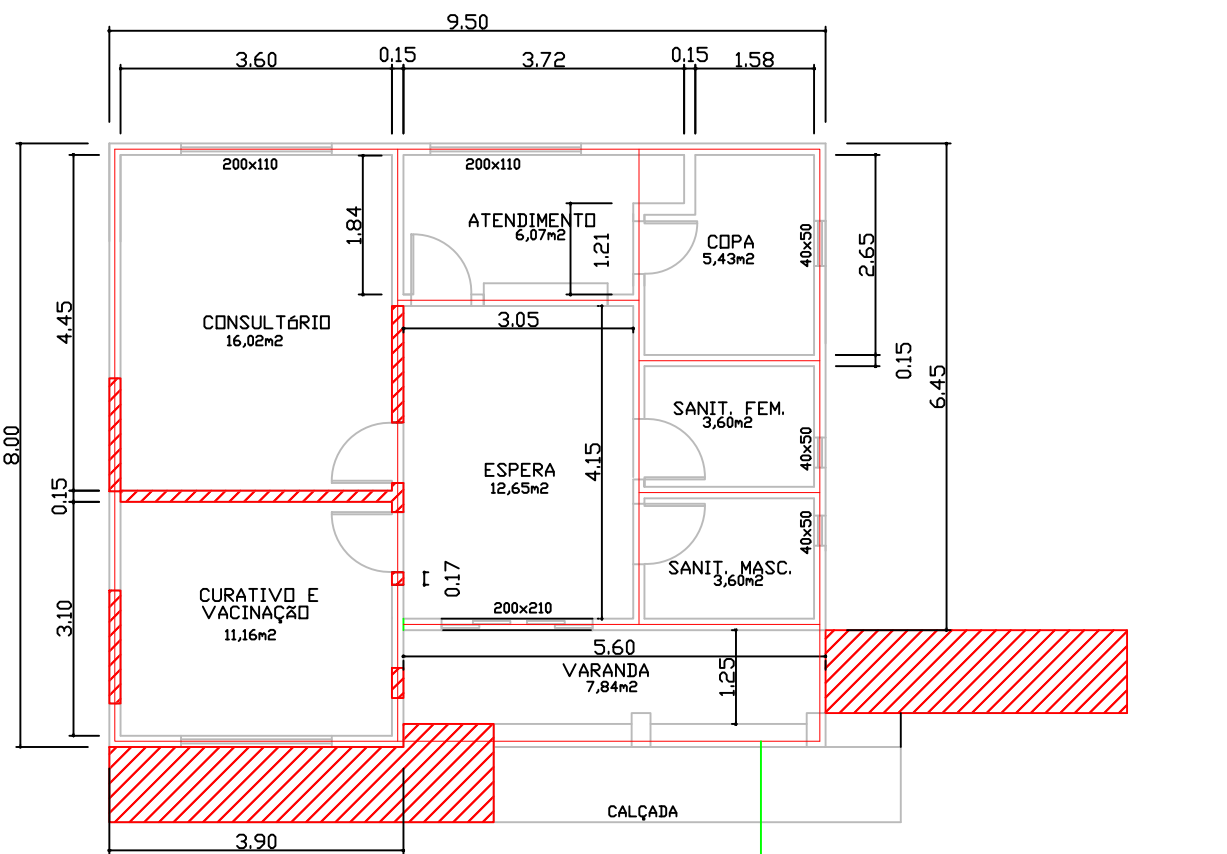 9.50
3.60 0.15 3.72 0.15 1.58
200x110 200x110
1.84
ATENDIMENTO
6,07m2
1.21
COPA
5,43m2
40x50
2.65
4.45
CONSULTóRIO
16,02m2
3.05
0.15
6.45
8.00
SANIT. FEM.
3,60m2
40x50
4.15
ESPERA
12,65m2
0.15
40x50
SANIT. MASC.
3,60m2
0.17
CURATIVO E
VACINAÇÃO
11,16m2
3.10
200x210
5.60
VARANDA
7,84m2
1.25
CALÇADA
3.90